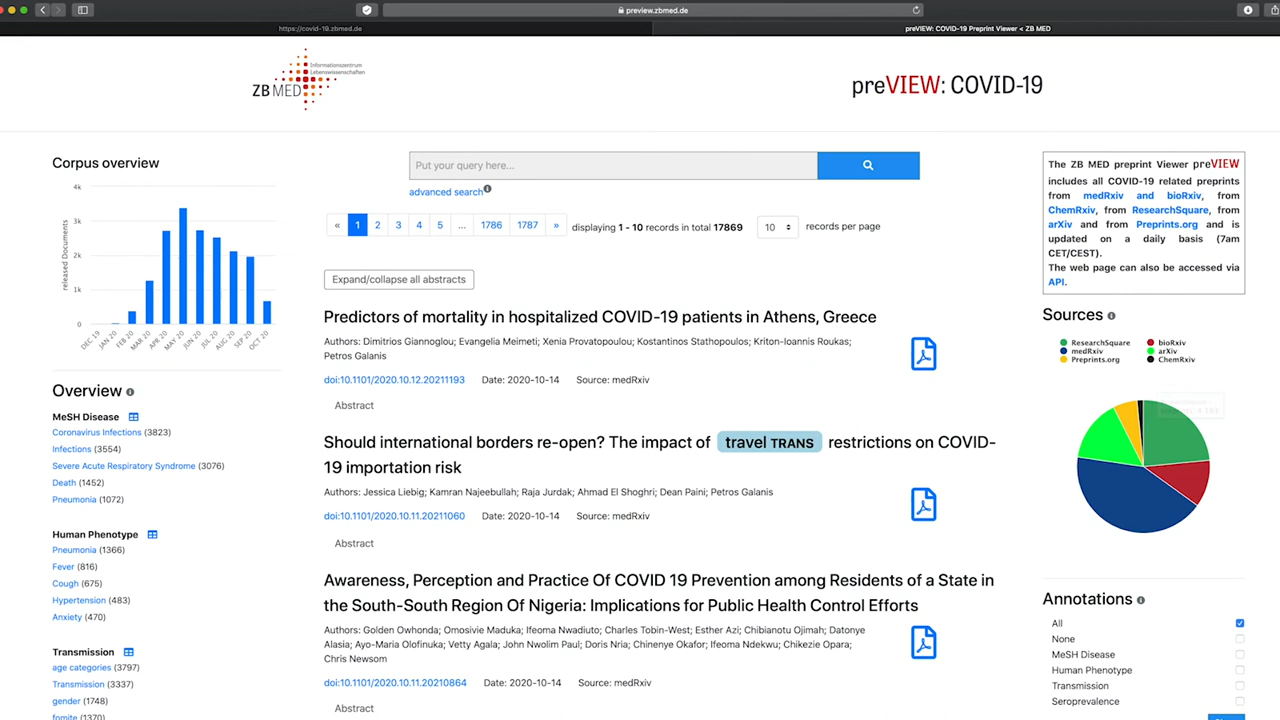 preview.zbmed.de
https://covid-19.zbmed.de
preVIEW: COVID-19 Preprint Viewer < ZB MED
Informationszentrum
Lebenswissenschaften
ZB MED
preVIEW: COVID-19
Corpus overview
4k
3k
2k
1k
0
released Documents
DEC 19
JAN 20
FEB 20
MAR 20
APR 20
MAY 20
JUN 20
JUL 20
AUG 20
SEP 20
OCT 20
Overview
MeSH Disease
Coronavirus Infections (3823)
Infections (3554)
Severe Acute Respiratory Syndrome (3076)
Death (1452)
Pneumonia (1072)
Human Phenotype
Pneumonia (1366)
Fever (816)
Cough (675)
Hypertension (483)
Anxiety (470)
Transmission
age categories (3797)
Transmission (3337)
gender (1748)
fomite (1370)
Put your query here...
advanced search
« 1 2 3 4 5 ... 1786 1787 » displaying 1 - 10 records in total 17869 10 records per page
Expand/collapse all abstracts
Predictors of mortality in hospitalized COVID-19 patients in Athens, Greece
Authors: Dimitrios Giannoglou; Evangelia Meimeti; Xenia Provatopoulou; Kostantinos Stathopoulos; Kriton-Ioannis Roukas;
Petros Galanis
doi:10.1101/2020.10.12.20211193 Date: 2020-10-14 Source: medRxiv
Abstract
Should international borders re-open? The impact of travel TRANS restrictions on COVID-
19 importation risk
Authors: Jessica Liebig; Kamran Najeebullah; Raja Jurdak; Ahmad El Shoghri; Dean Paini; Petros Galanis
doi:10.1101/2020.10.11.20211060 Date: 2020-10-14 Source: medRxiv
Abstract
Awareness, Perception and Practice Of COVID 19 Prevention among Residents of a State in
the South-South Region Of Nigeria: Implications for Public Health Control Efforts
Authors: Golden Owhonda; Omosivie Maduka; Ifeoma Nwadiuto; Charles Tobin-West; Esther Azi; Chibianotu Ojimah; Datonye
Alasia; Ayo-Maria Olofinuka; Vetty Agala; John Nwolim Paul; Doris Nria; Chinenye Okafor; Ifeoma Ndekwu; Chikezie Opara;
Chris Newsom
doi:10.1101/2020.10.11.20210864 Date: 2020-10-14 Source: medRxiv
Abstract
The ZB MED preprint Viewer preVIEW
includes all COVID-19 related preprints
from medRxiv and bioRxiv, from
ChemRxiv, from ResearchSquare, from
arXiv and from Preprints.org and is
updated on a daily basis (7am
CET/CEST).
The web page can also be accessed via
API.
Sources
ResearchSquare bioRxiv
medRxiv arXiv
Preprints.org ChemRxiv
Annotations
All
None
MeSH Disease
Human Phenotype
Transmission
Seroprevalence